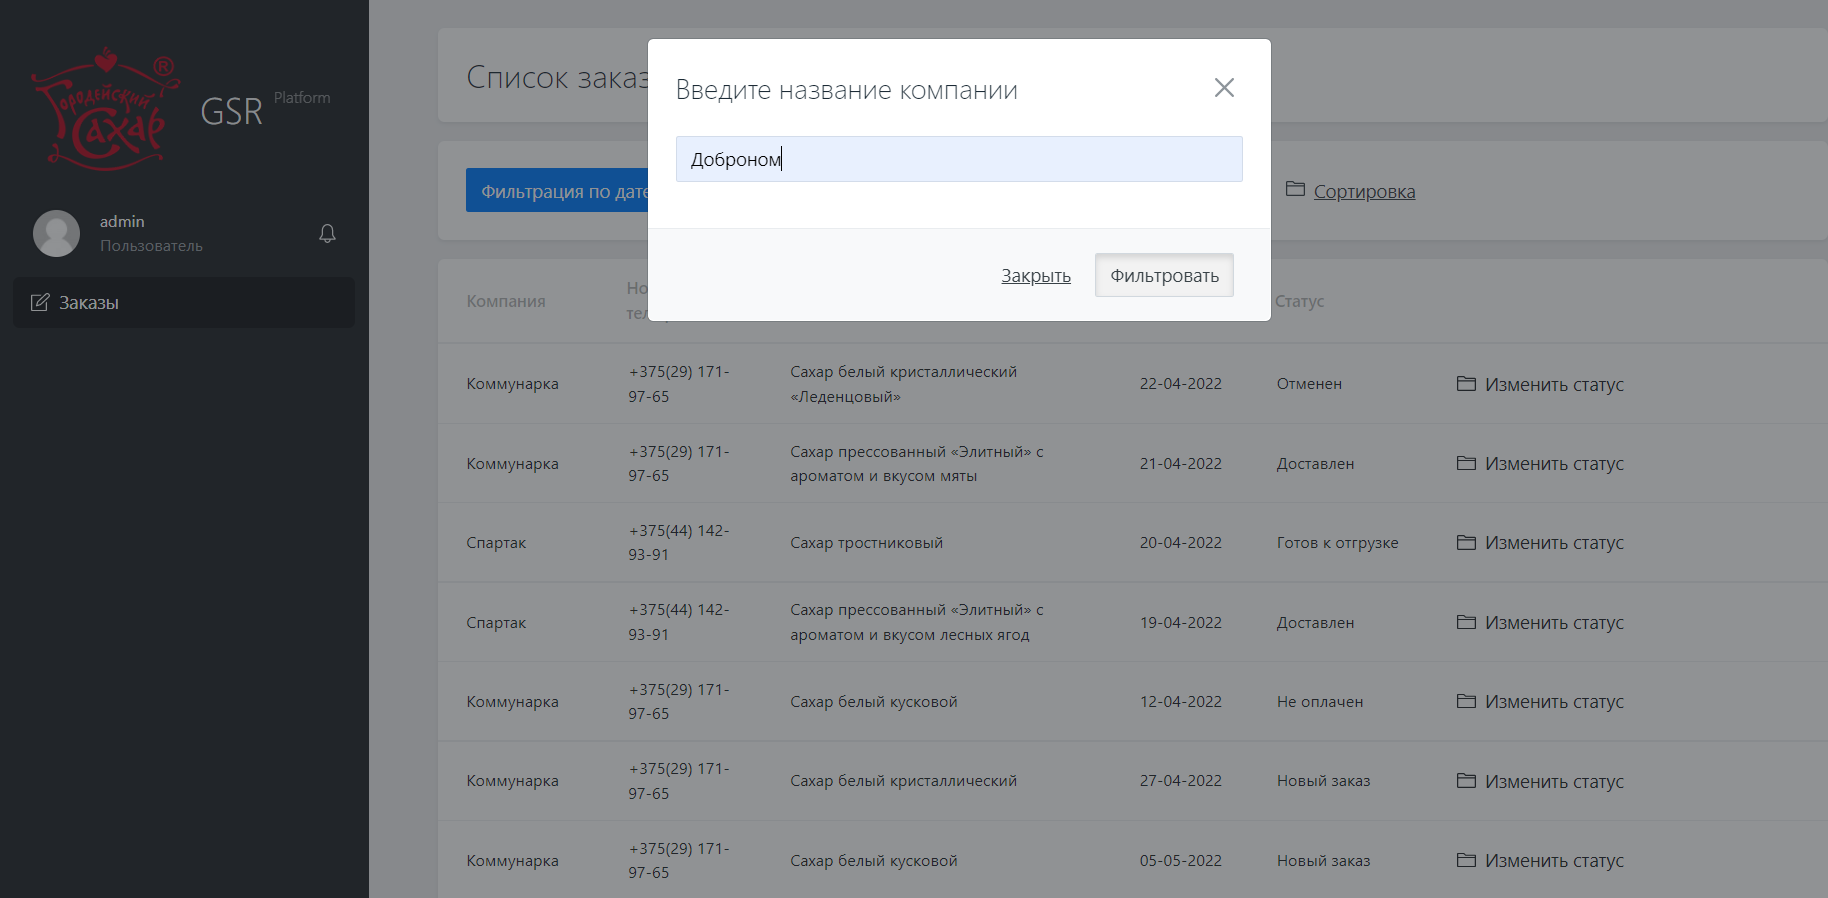 Городейский
Сахар
®
GSR Platform
admin
Пользователь
Заказы
Список заказ
Введите название компании
Доброном
Закрыть
Фильтровать
Фильтрация по дате
Сортировка
Компания
Но
тел
Статус
Коммунарка
+375(29) 171-
97-65
Сахар белый кристаллический
«Леденцовый»
22-04-2022
Отменен
Изменить статус
Коммунарка
+375(29) 171-
97-65
Сахар прессованный «Элитный» с
ароматом и вкусом мяты
21-04-2022
Доставлен
Изменить статус
Спартак
+375(44) 142-
93-91
Сахар тростниковый
20-04-2022
Готов к отгрузке
Изменить статус
Спартак
+375(44) 142-
93-91
Сахар прессованный «Элитный» с
ароматом и вкусом лесных ягод
19-04-2022
Доставлен
Изменить статус
Коммунарка
+375(29) 171-
97-65
Сахар белый кусковой
12-04-2022
Не оплачен
Изменить статус
Коммунарка
+375(29) 171-
97-65
Сахар белый кристаллический
27-04-2022
Новый заказ
Изменить статус
Коммунарка
+375(29) 171-
97-65
Сахар белый кусковой
05-05-2022
Новый заказ
Изменить статус